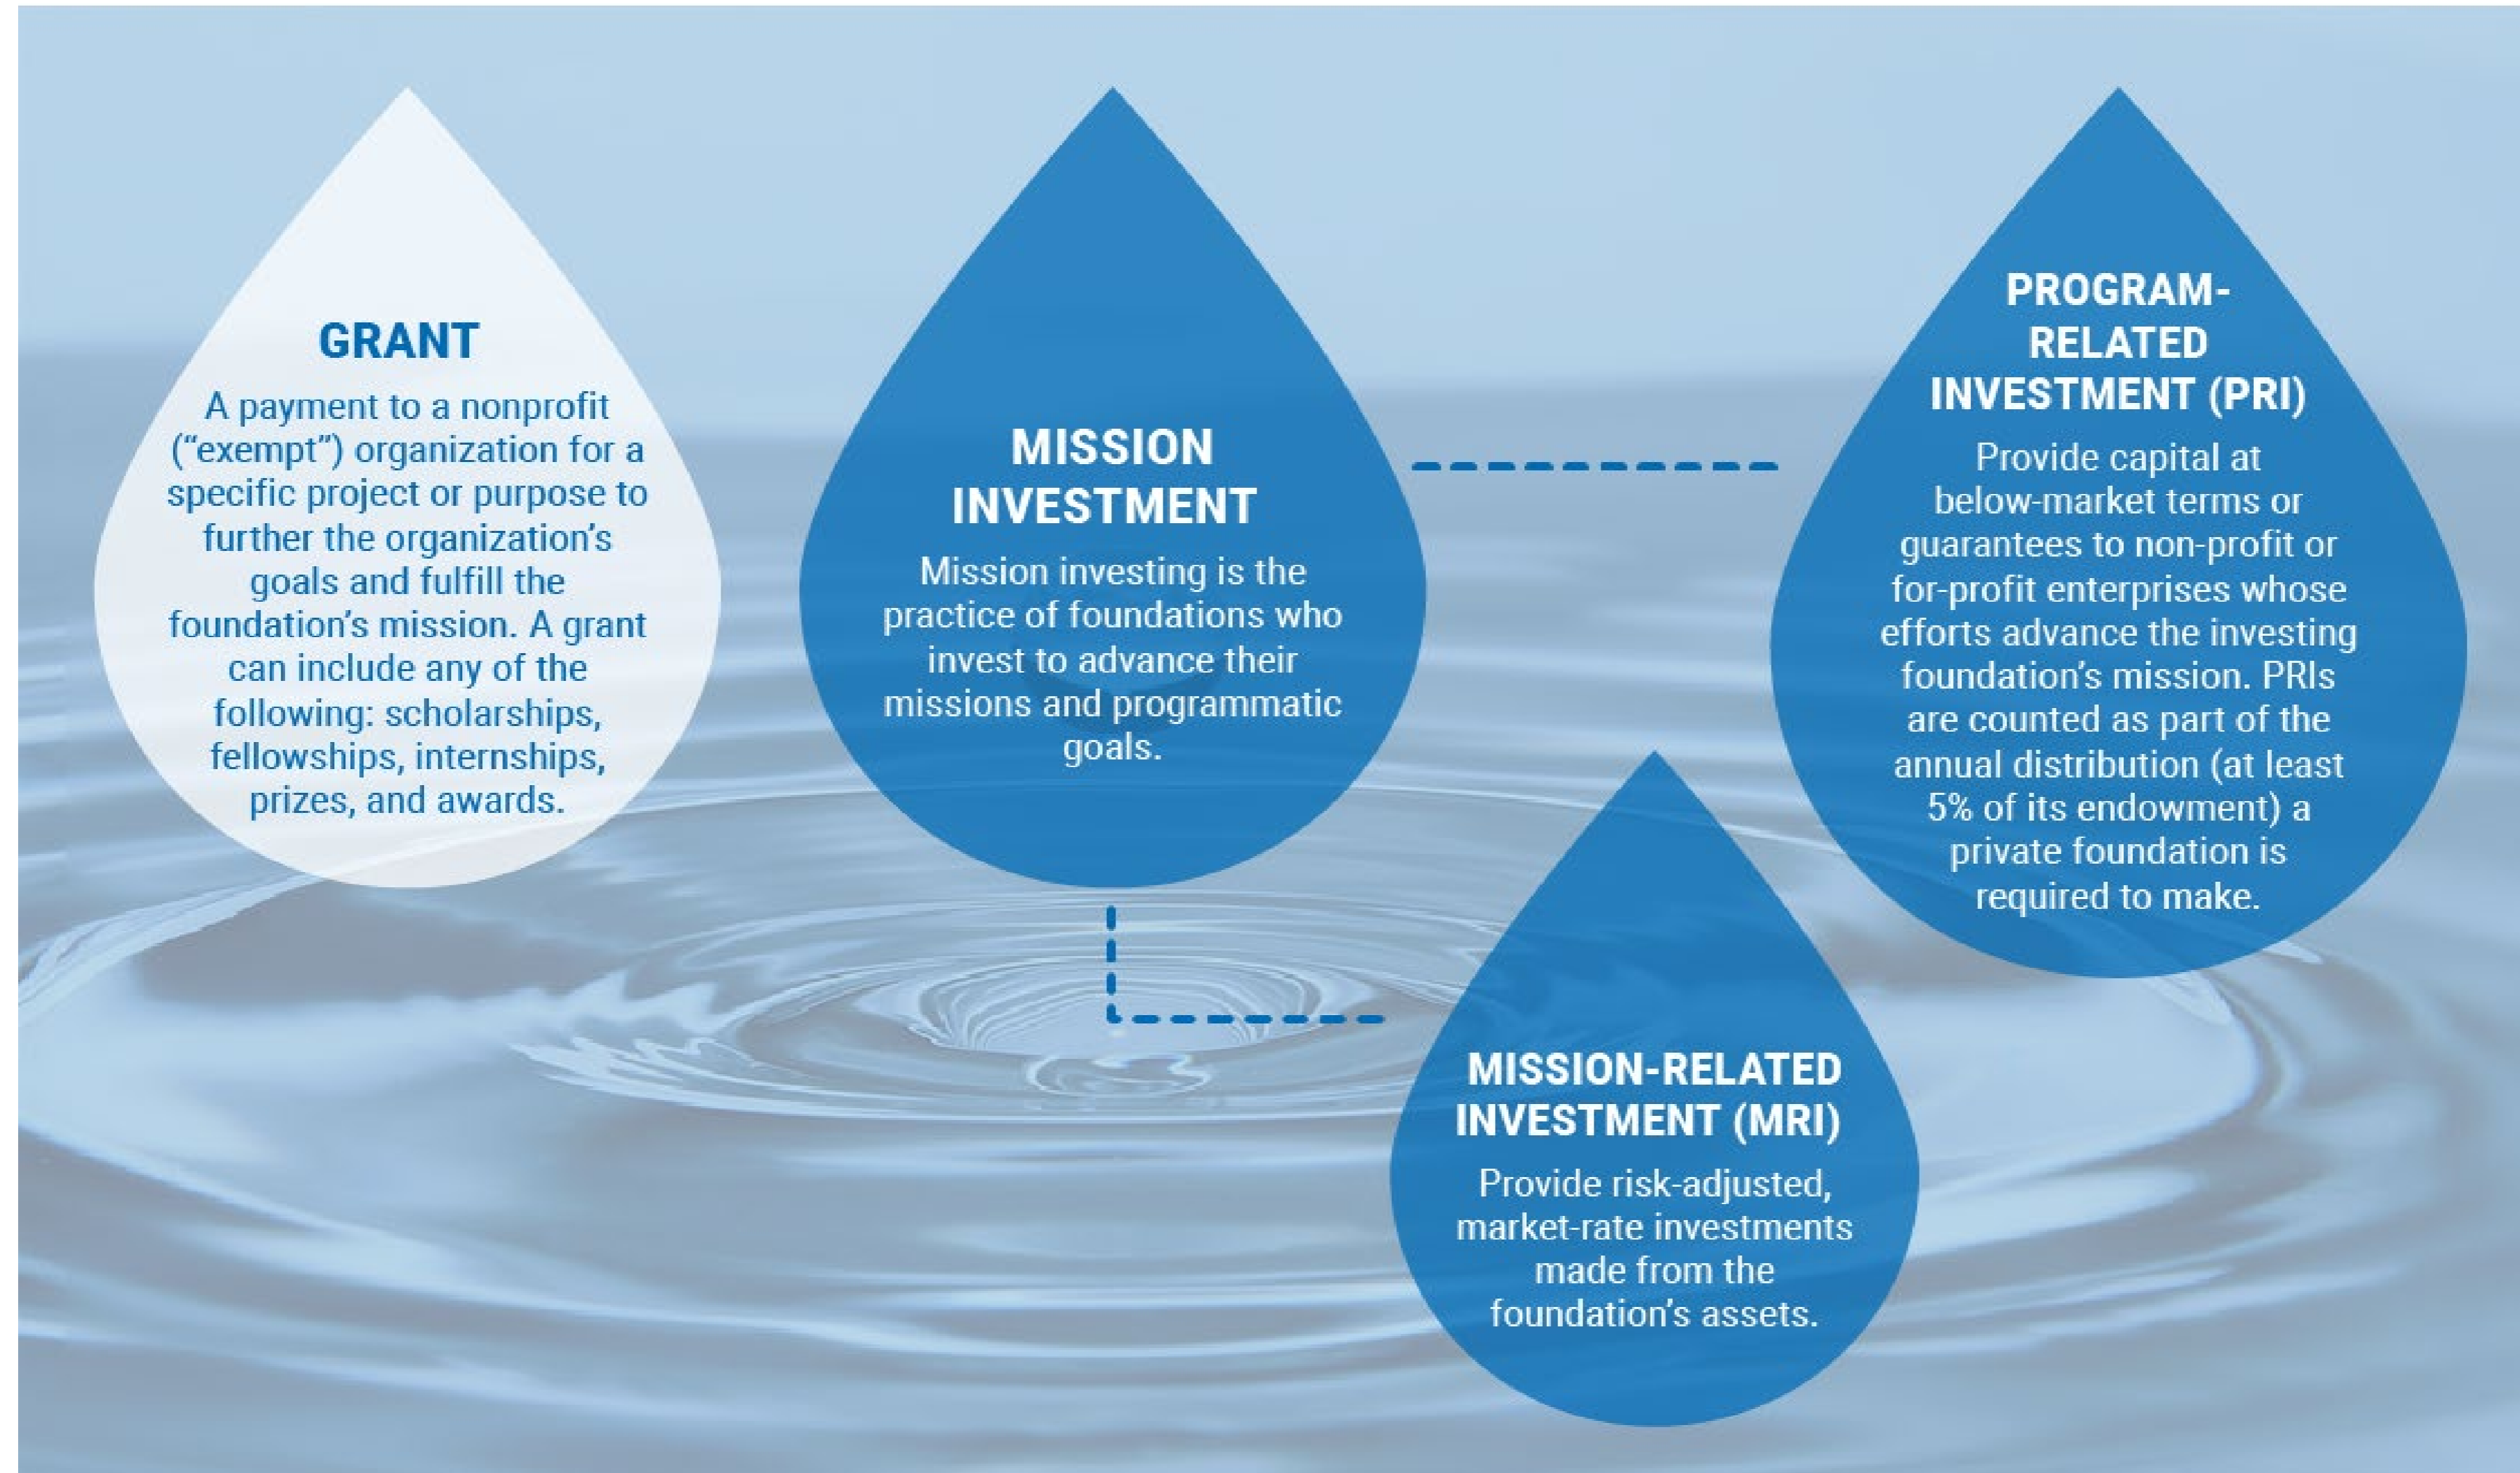 GRANT
A payment to a nonprofit
(“exempt”) organization for a
specific project or purpose to
further the organization’s
goals and fulfill the
foundation’s mission. A grant
can include any of the
following: scholarships,
fellowships, internships,
prizes, and awards.
MISSION
INVESTMENT
Mission investing is the
practice of foundations who
invest to advance their
missions and programmatic
goals.
PROGRAM-
RELATED
INVESTMENT (PRI)
Provide capital at
below-market terms or
guarantees to non-profit or
for-profit enterprises whose
efforts advance the investing
foundation’s mission. PRIs
are counted as part of the
annual distribution (at least
5% of its endowment) a
private foundation is
required to make.
MISSION-RELATED
INVESTMENT (MRI)
Provide risk-adjusted,
market-rate investments
made from the
foundation’s assets.